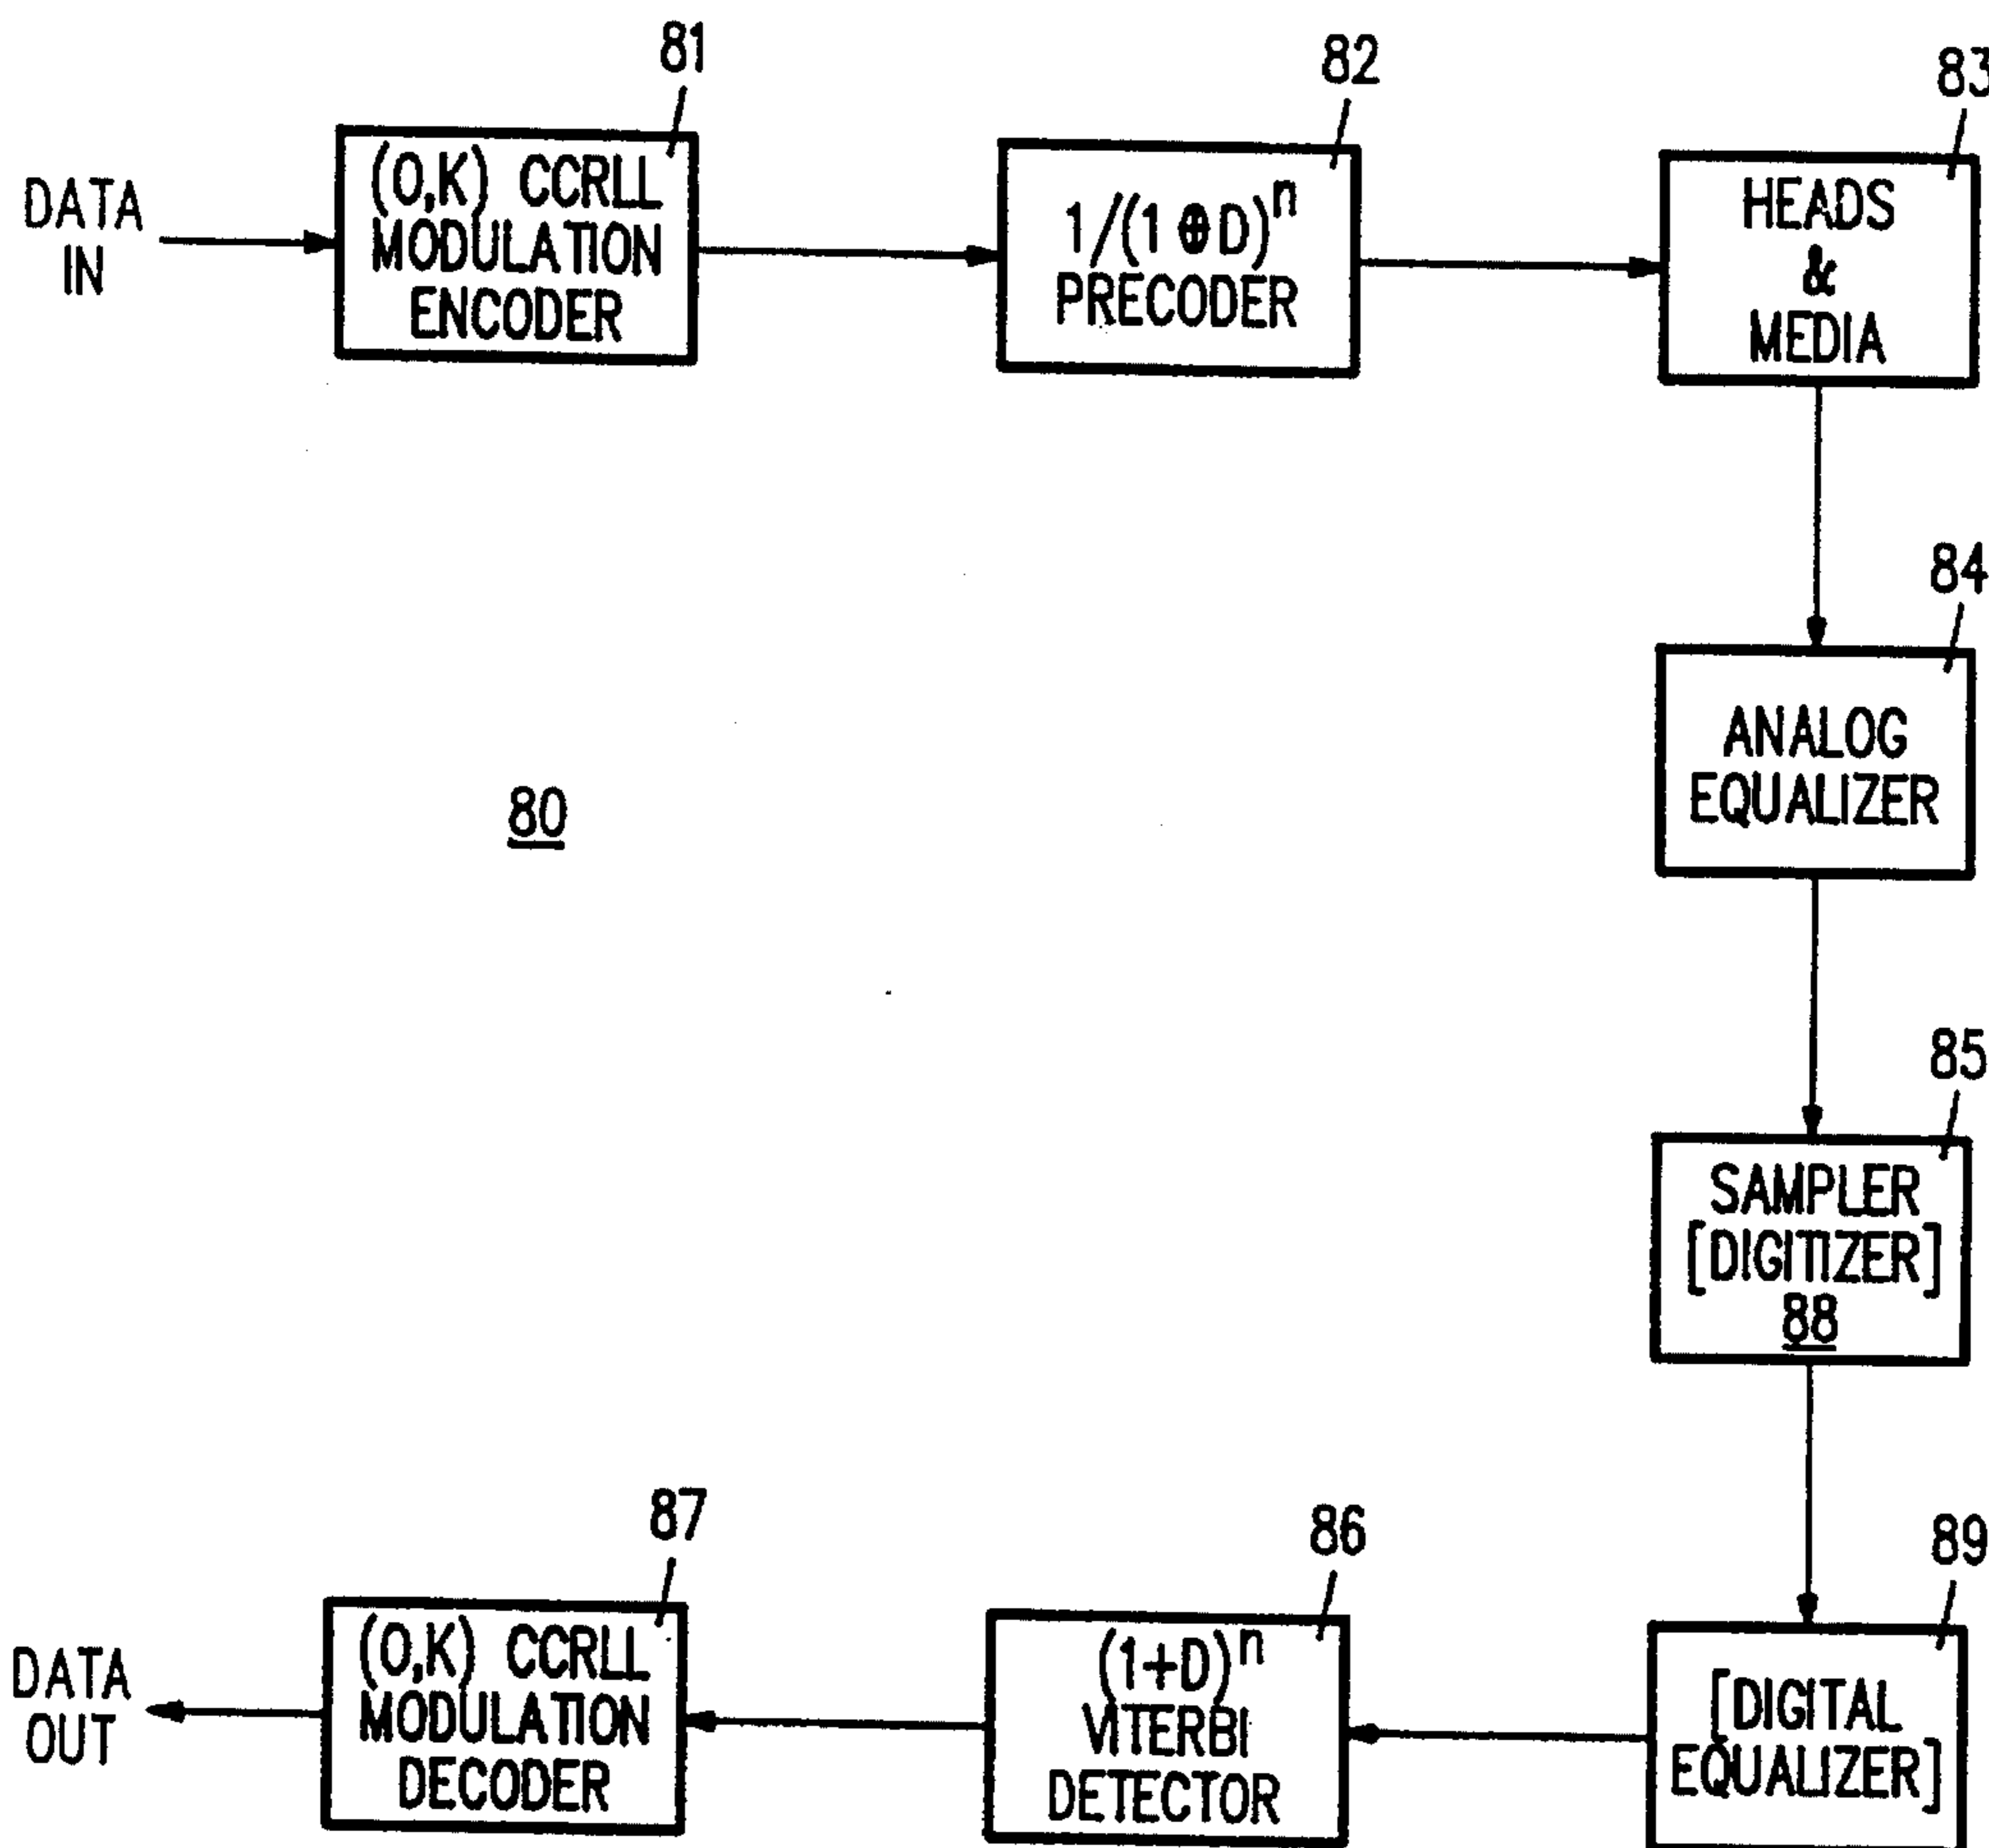 81
82
83
DATA
IN
(0,K) CCRLL
MODULATION
ENCODER
1/(1 ⊕ D)^n
PRECODER
HEADS
&
MEDIA
84
ANALOG
EQUALIZER
80
85
SAMPLER
[DIGITIZER]
88
87
86
89
DATA
OUT
(0,K) CCRLL
MODULATION
DECODER
(1+D)^n
VITERBI
DETECTOR
[DIGITAL
EQUALIZER]